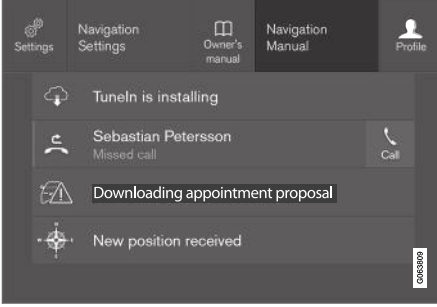 Settings
Navigation
Settings
Owner's
manual
Navigation
Manual
Profile
TuneIn is installing
Sebastian Petersson
Missed call
Call
Downloading appointment proposal
New position received
G063809